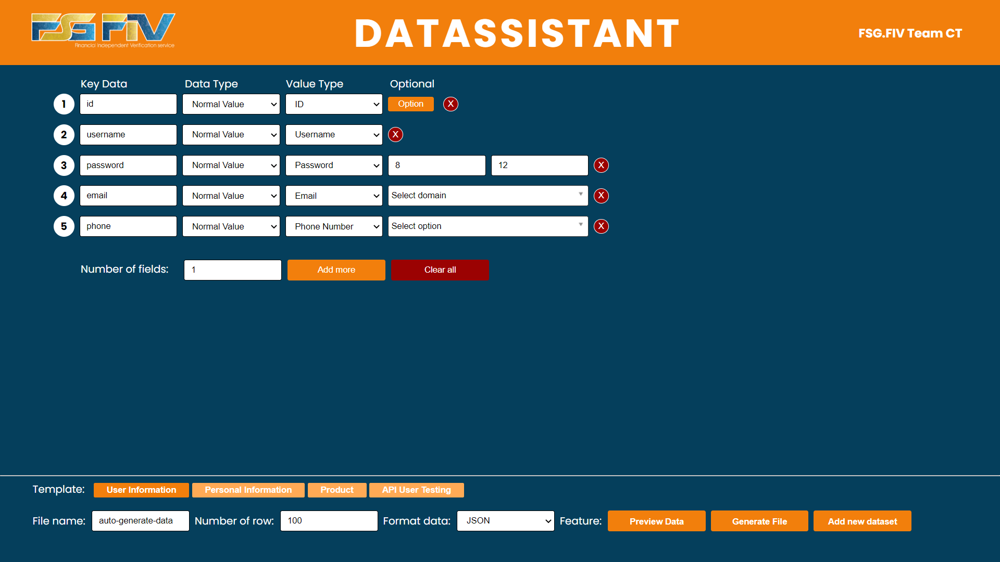 FSG FIV
Financial Independent Verification service
DATASSISTANT
FSG.FIV Team CT
Key Data Data Type Value Type Optional
1 id Normal Value ID Option X
2 username Normal Value Username X
3 password Normal Value Password 8 12 X
4 email Normal Value Email Select domain X
5 phone Normal Value Phone Number Select option X
Number of fields: 1 Add more Clear all
Template: User Information Personal Information Product API User Testing
File name: auto-generate-data Number of row: 100 Format data: JSON Feature: Preview Data Generate File Add new dataset